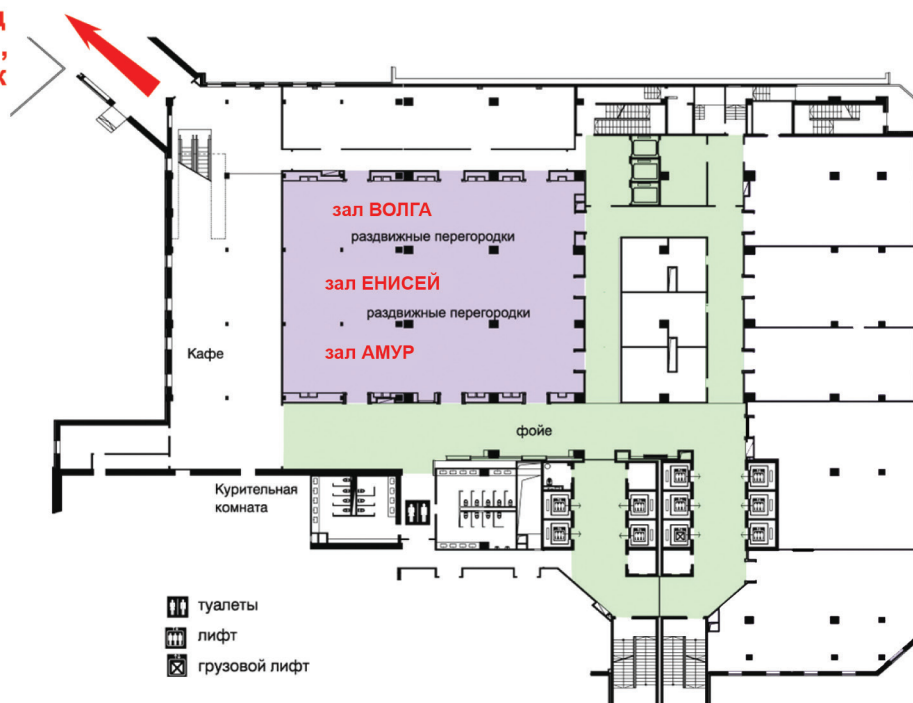 зал ВОЛГА
раздвижные перегородки
зал ЕНИСЕЙ
раздвижные перегородки
зал АМУР
Кафе
фойе
Курительная
комната
туалеты
лифт
грузовой лифт